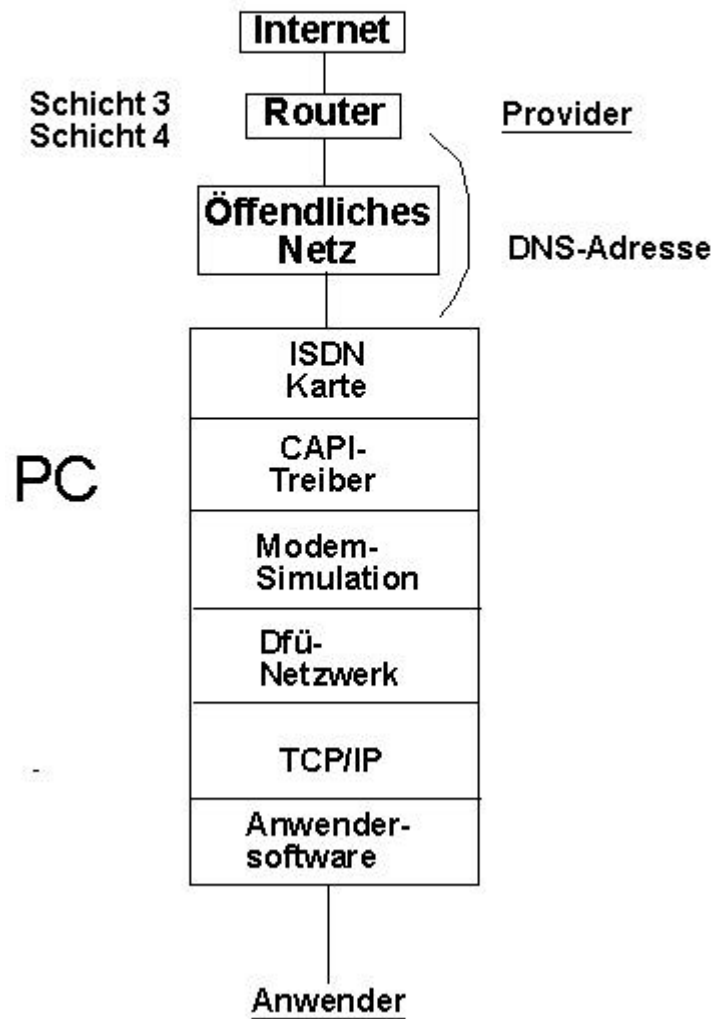 Internet
Schicht 3
Schicht 4
Router
Provider
Öffendliches
Netz
DNS-Adresse
PC
ISDN
Karte
CAPI-
Treiber
Modem-
Simulation
Dfü-
Netzwerk
TCP/IP
Anwender-
software
Anwender